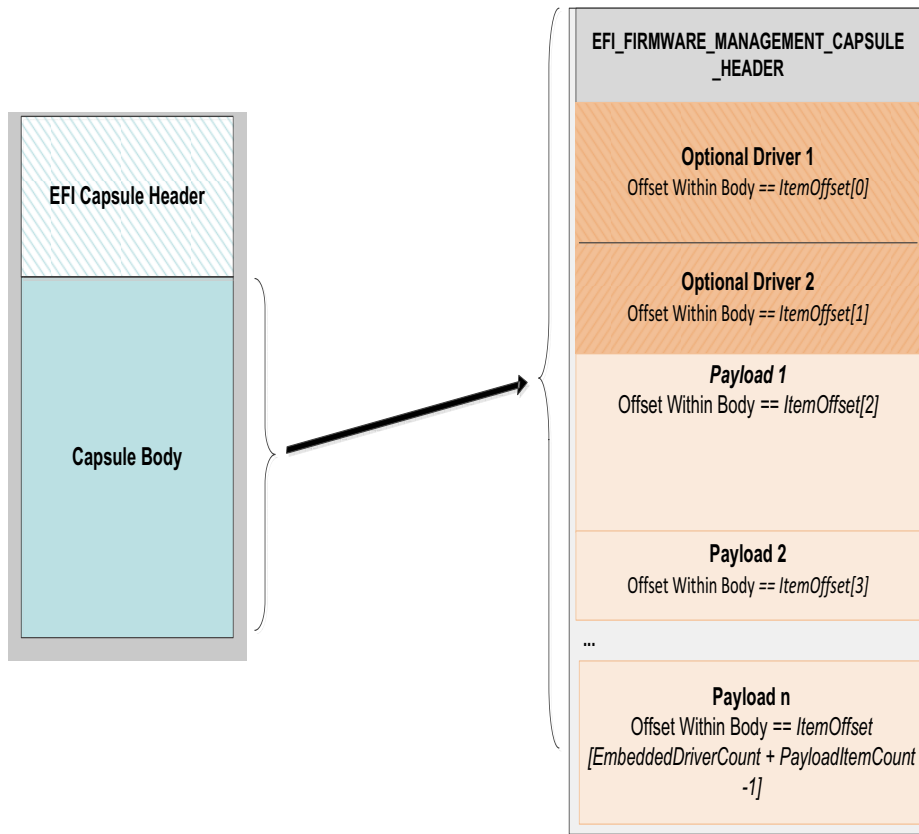 EFI Capsule Header
Capsule Body
EFI_FIRMWARE_MANAGEMENT_CAPSULE
_HEADER
Optional Driver 1
Offset Within Body == ItemOffset[0]
Optional Driver 2
Offset Within Body == ItemOffset[1]
Payload 1
Offset Within Body == ItemOffset[2]
Payload 2
Offset Within Body == ItemOffset[3]
...
Payload n
Offset Within Body == ItemOffset
[EmbeddedDriverCount + PayloadItemCount
-1]